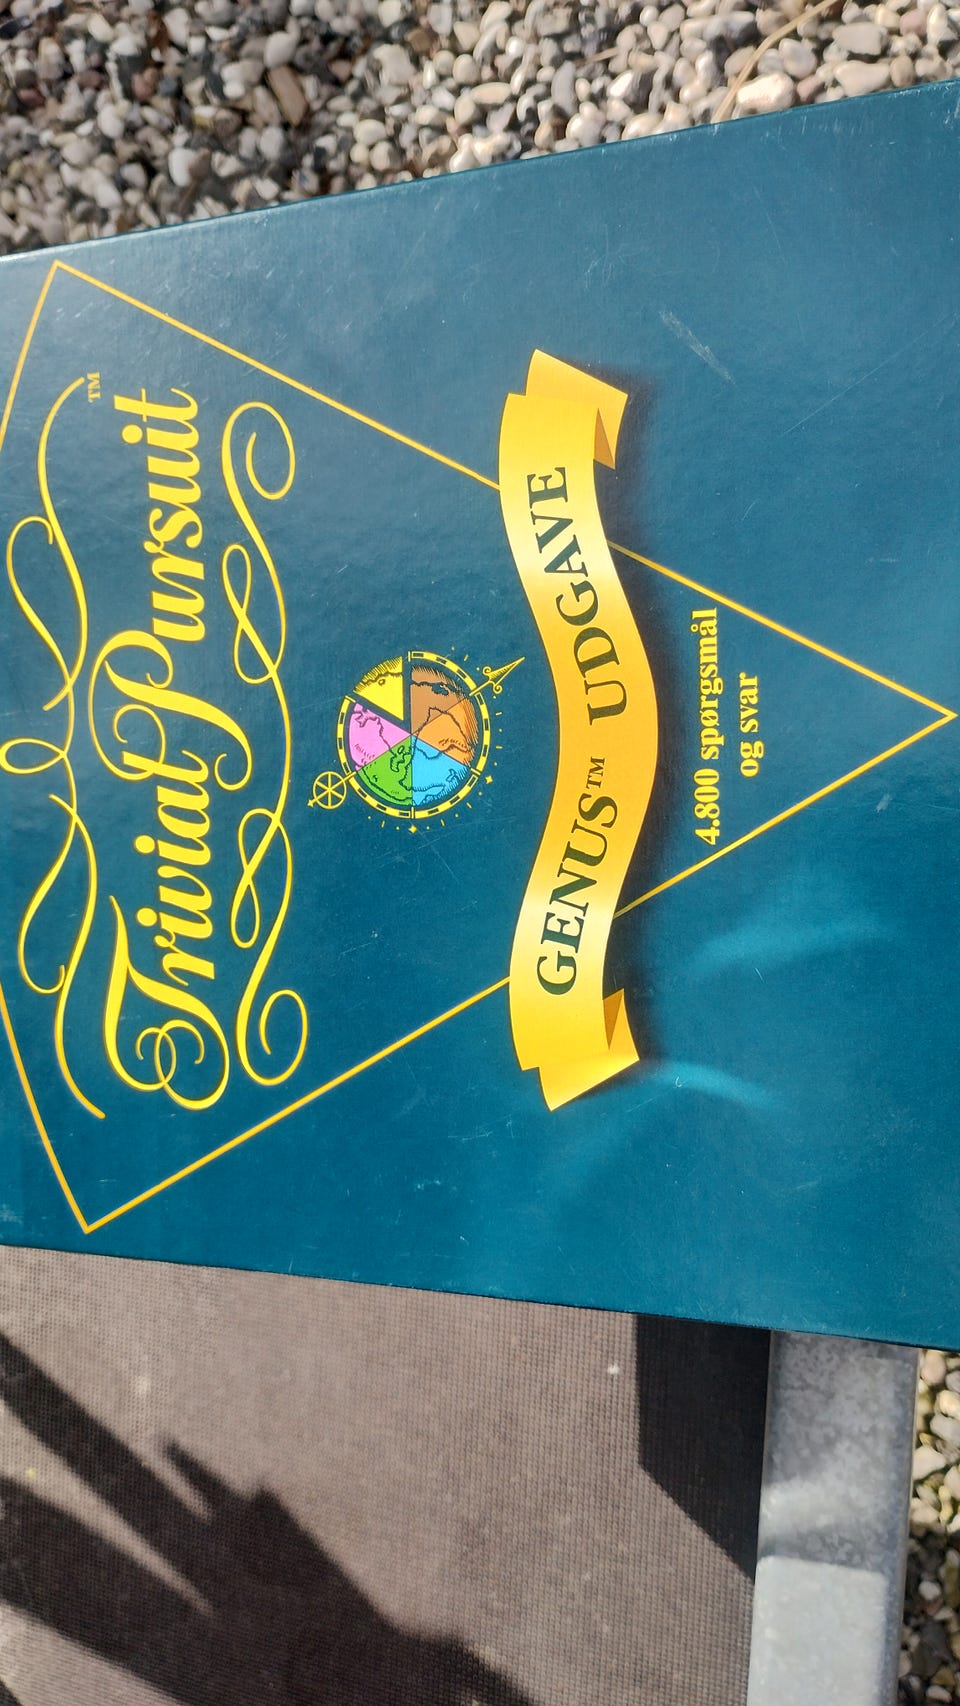 Trivial Pursuit™
GENUS™ UDGAVE
4.800 spørgsmål
og svar